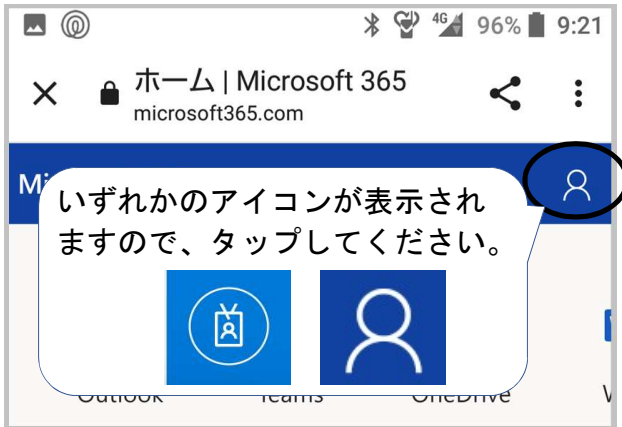 4G 96% 9:21
ホーム | Microsoft 365
microsoft365.com
いずれかのアイコンが表示され
ますので、タップしてください。
Outlook Teams OneDrive